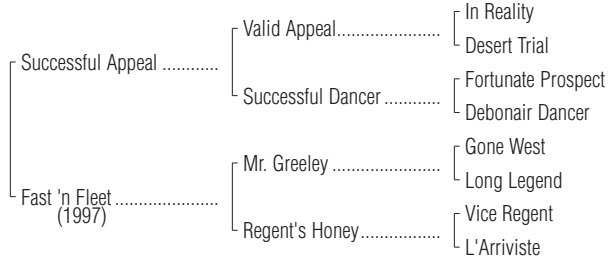 In Reality
Valid Appeal..................
Desert Trial
Successful Appeal ............
Fortunate Prospect
Successful Dancer ............
Debonair Dancer
Gone West
Mr. Greeley ....................
Long Legend
Fast 'n Fleet ......................
(1997)
Vice Regent
Regent's Honey.................
L'Arriviste